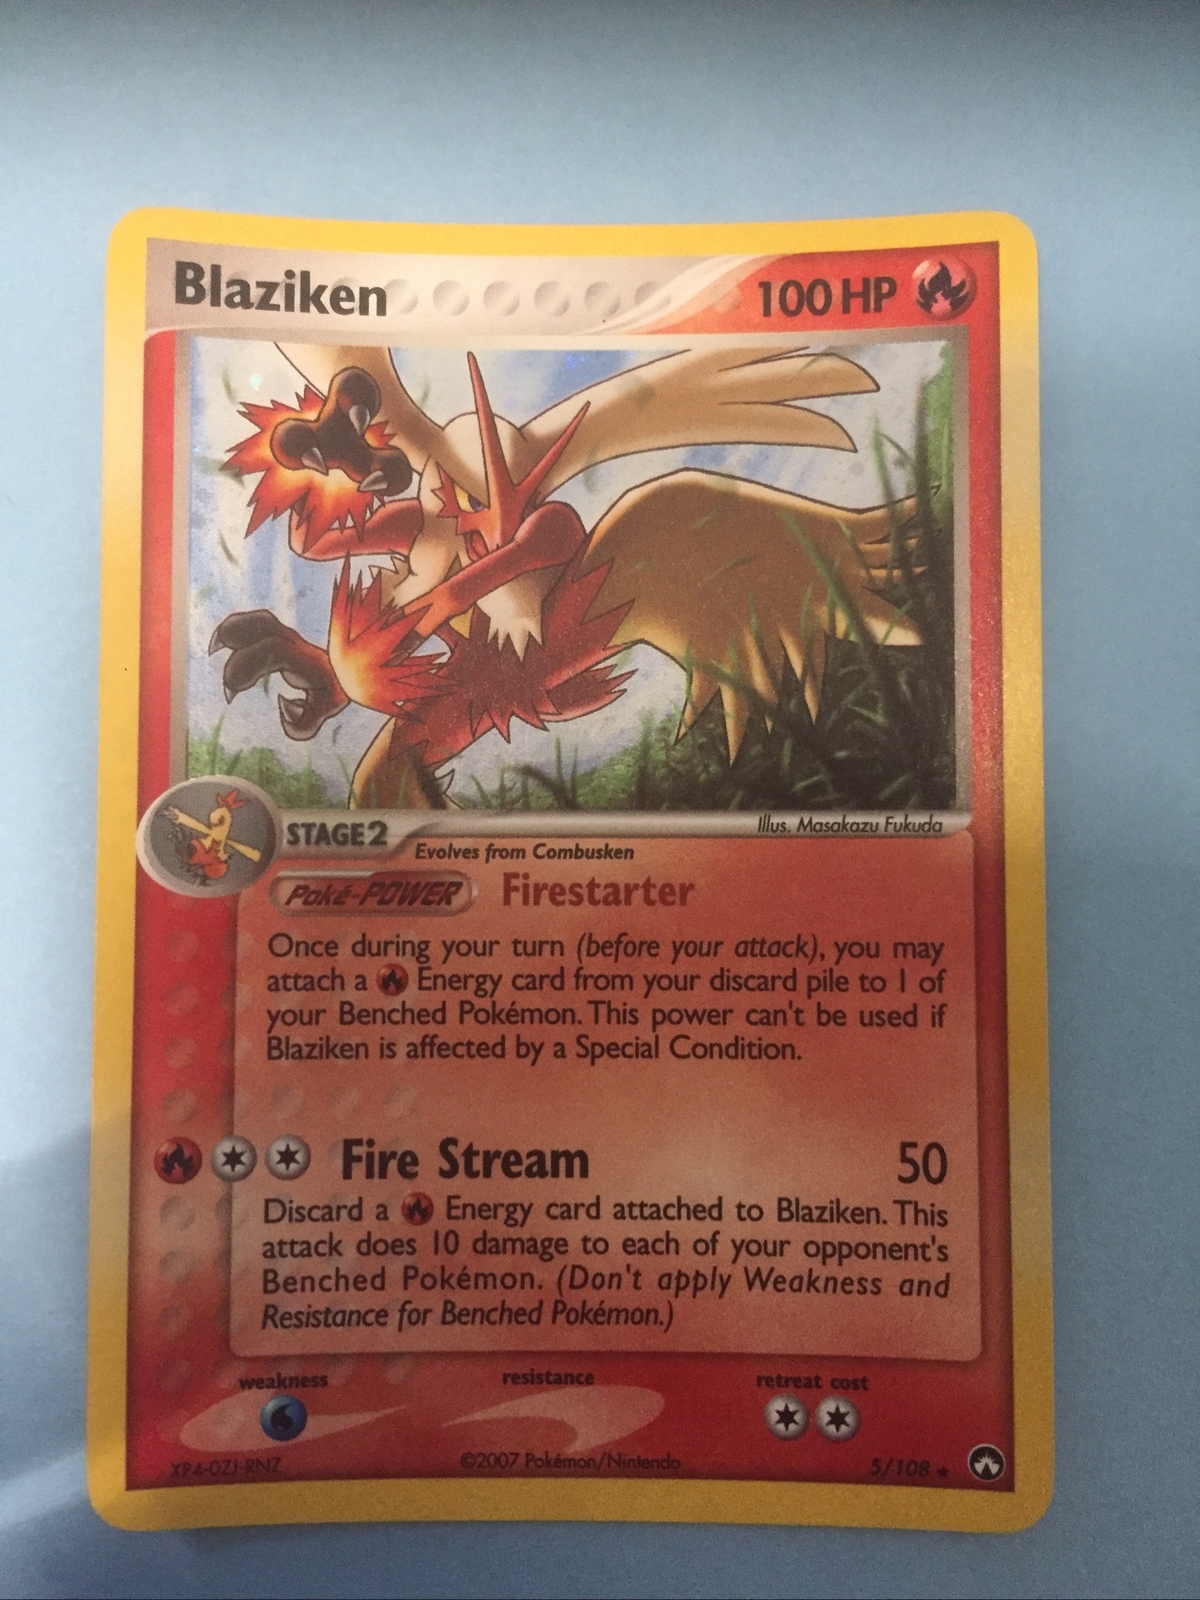 Blaziken 100 HP
Illus. Masakazu Fukuda
STAGE 2
Evolves from Combusken
Poké-POWER Firestarter
Once during your turn (before your attack), you may
attach a Energy card from your discard pile to 1 of
your Benched Pokémon. This power can't be used if
Blaziken is affected by a Special Condition.
Fire Stream 50
Discard a Energy card attached to Blaziken. This
attack does 10 damage to each of your opponent's
Benched Pokémon. (Don't apply Weakness and
Resistance for Benched Pokémon.)
weakness resistance retreat cost
XP4-0ZJ-RNZ ©2007 Pokémon/Nintendo 5/108 ★